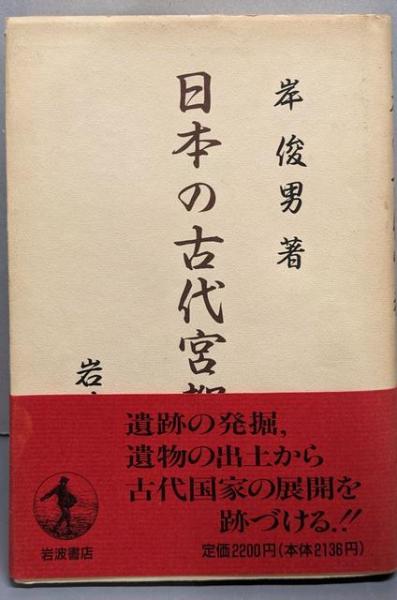 岸 俊男 著
日本の古代宮都
岩
遺跡の発掘,
遺物の出土から
古代国家の展開を
跡づける.!!
岩波書店
定価2200円(本体2136円)